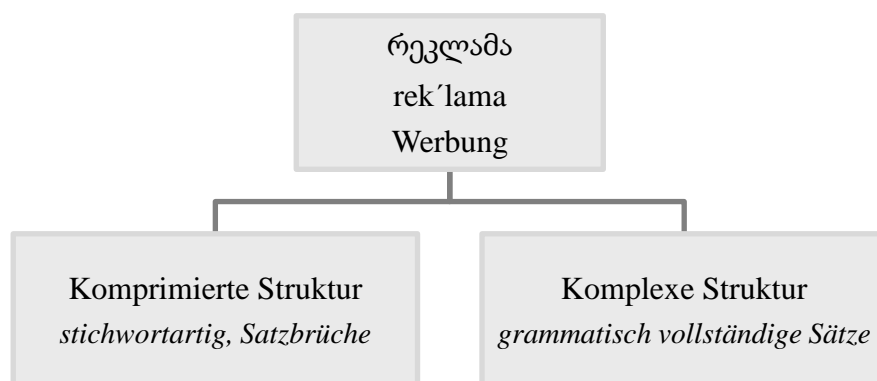 რეკლამა
rek´lama
Werbung
Komprimierte Struktur
stichwortartig, Satzbrüche
Komplexe Struktur
grammatisch vollständige Sätze